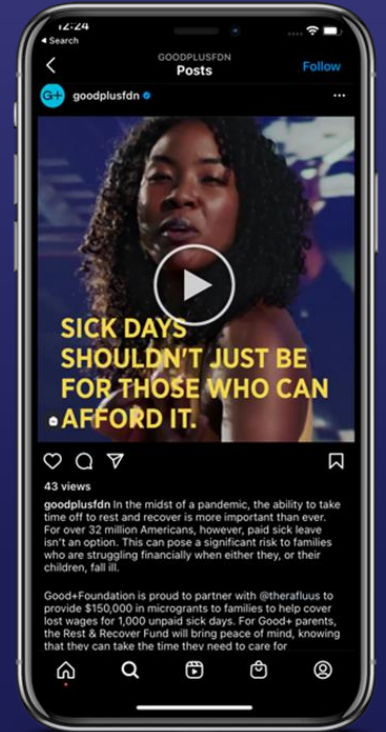 12:24
◀ Search
GOODPLUSFDN
Posts
Follow
G+
goodplusfdn
SICK DAYS
SHOULDN'T JUST BE
FOR THOSE WHO CAN
AFFORD IT.
43 views
goodplusfdn In the midst of a pandemic, the ability to take
time off to rest and recover is more important than ever.
For over 32 million Americans, however, paid sick leave
isn't an option. This can pose a significant risk to families
who are struggling financially when either they, or their
children, fall ill.
Good+Foundation is proud to partner with @therafluus to
provide $150,000 in microgrants to families to help cover
lost wages for 1,000 unpaid sick days. For Good+ parents,
the Rest & Recover Fund will bring peace of mind, knowing
that they can take the time they need to care for